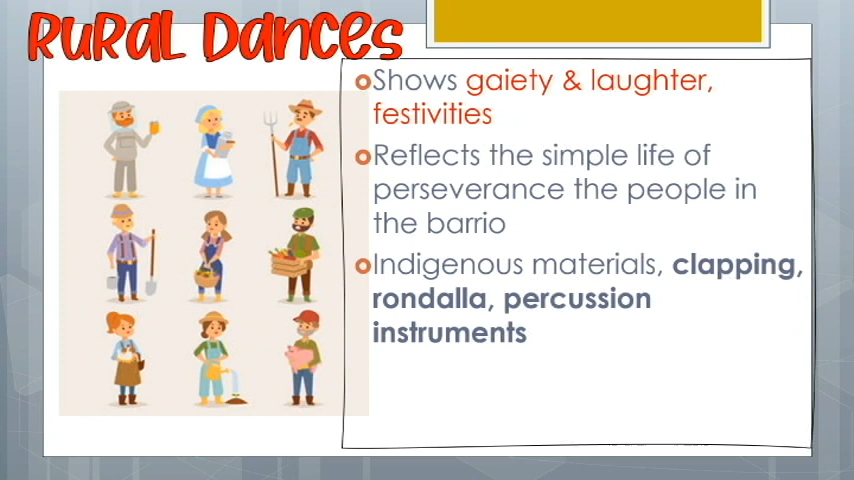 RURAL DANCES
Shows gaiety & laughter,
festivities
Reflects the simple life of
perseverance the people in
the barrio
Indigenous materials, clapping,
rondalla, percussion
instruments